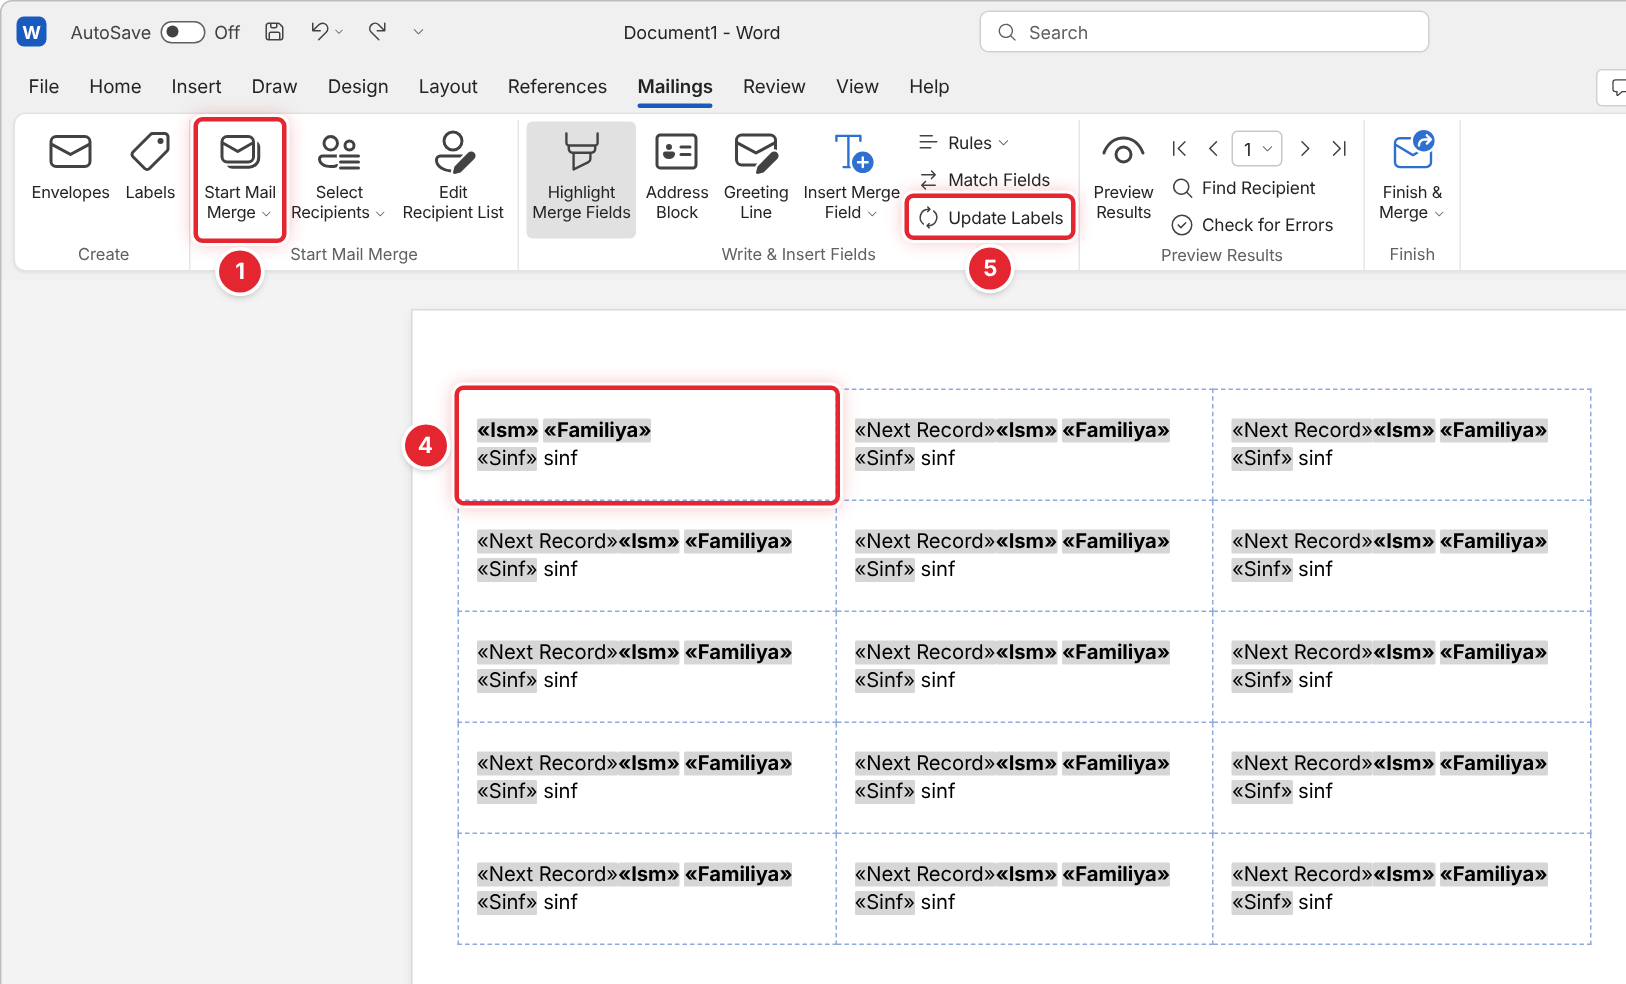 W AutoSave Off Document1 - Word Search
File Home Insert Draw Design Layout References Mailings Review View Help
Envelopes Labels
Create
Start Mail
Merge
Select
Recipients
Edit
Recipient List
Start Mail Merge
1
Highlight
Merge Fields
Address
Block
Greeting
Line
Insert Merge
Field
Rules
Match Fields
Update Labels
Write & Insert Fields
5
Preview
Results
1
Find Recipient
Check for Errors
Preview Results
Finish &
Merge
Finish
4
«Ism» «Familiya»
«Sinf» sinf
«Next Record»«Ism» «Familiya»
«Sinf» sinf
«Next Record»«Ism» «Familiya»
«Sinf» sinf
«Next Record»«Ism» «Familiya»
«Sinf» sinf
«Next Record»«Ism» «Familiya»
«Sinf» sinf
«Next Record»«Ism» «Familiya»
«Sinf» sinf
«Next Record»«Ism» «Familiya»
«Sinf» sinf
«Next Record»«Ism» «Familiya»
«Sinf» sinf
«Next Record»«Ism» «Familiya»
«Sinf» sinf
«Next Record»«Ism» «Familiya»
«Sinf» sinf
«Next Record»«Ism» «Familiya»
«Sinf» sinf
«Next Record»«Ism» «Familiya»
«Sinf» sinf
«Next Record»«Ism» «Familiya»
«Sinf» sinf
«Next Record»«Ism» «Familiya»
«Sinf» sinf
«Next Record»«Ism» «Familiya»
«Sinf» sinf